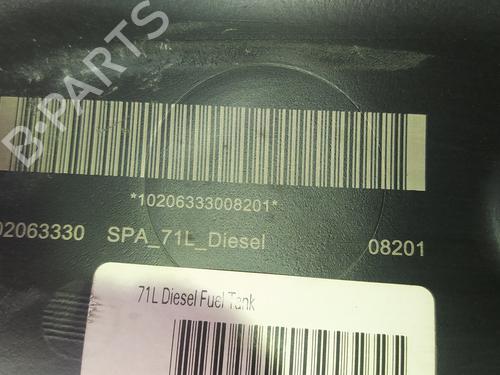 B-PARTS
*10206333008201*
02063330 SPA_71L_Diesel 08201
71L Diesel Fuel Tank